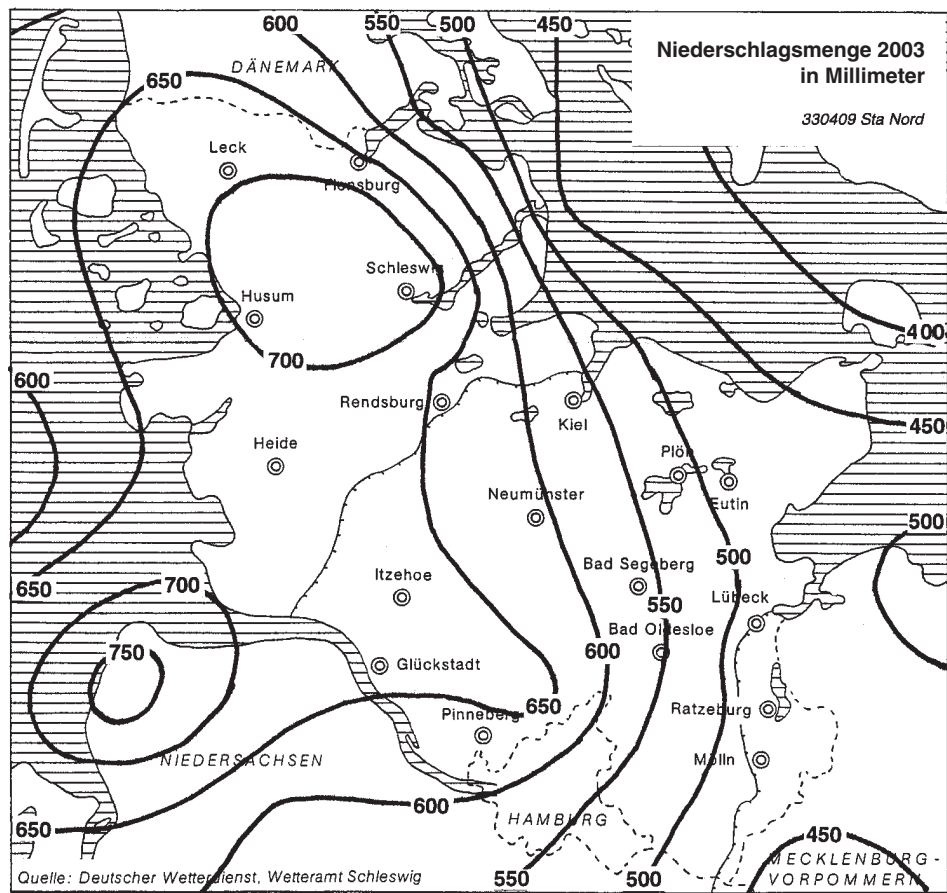 600
550
500
450
Niederschlagsmenge 2003
in Millimeter
330409 Sta Nord
DÄNEMARK
650
Leck
Flensburg
Schleswig
Husum
700
400
600
Rendsburg
Kiel
450
Heide
Plön
Eutin
Neumünster
500
500
Bad Segeberg
Itzehoe
650
700
Lübeck
550
Bad Oldesloe
750
600
Glückstadt
650
Ratzeburg
Pinneberg
Mölln
NIEDERSACHSEN
600
HAMBURG
650
450
MECKLENBURG-
VORPOMMERN
Quelle: Deutscher Wetterdienst, Wetteramt Schleswig
550
500